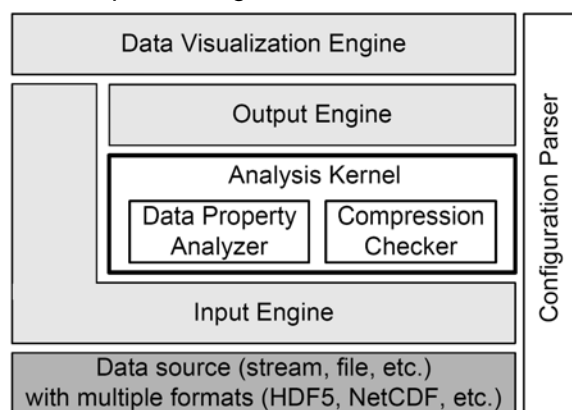 Data Visualization Engine
Output Engine
Analysis Kernel
Data Property
Analyzer
Compression
Checker
Input Engine
Data source (stream, file, etc.)
with multiple formats (HDF5, NetCDF, etc.)
Configuration Parser